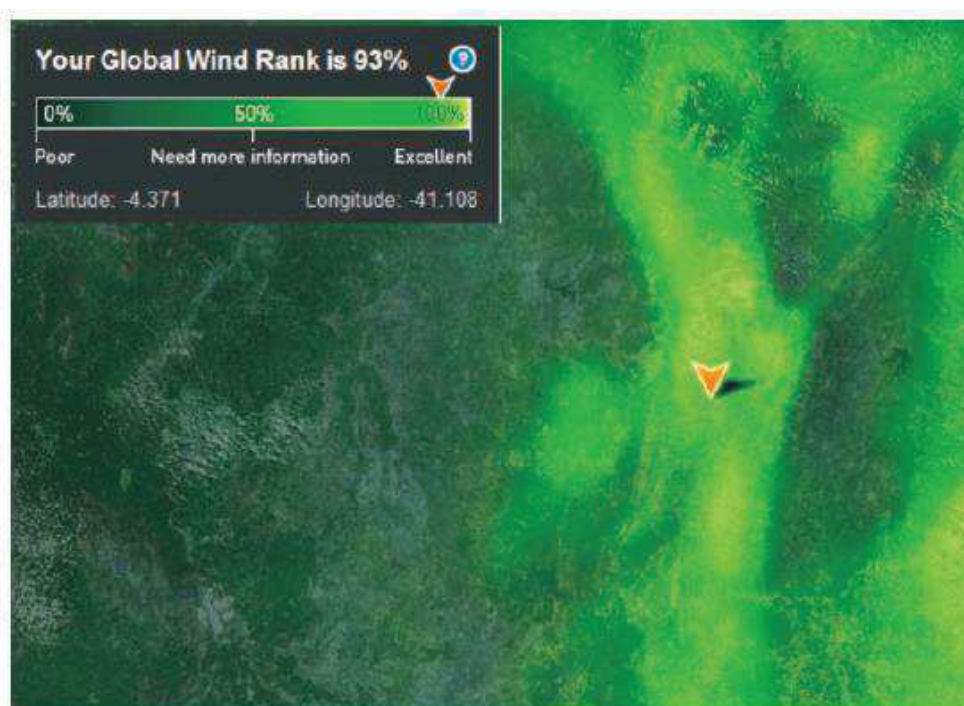 Your Global Wind Rank is 93% ?
0% 50% 100%
Poor Need more information Excellent
Latitude: -4.371 Longitude: -41.108